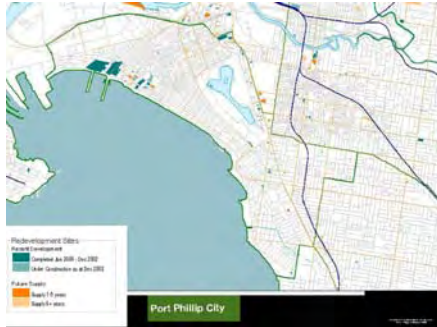 Redevelopment Sites
Recent Development
Completed Jan 2000 - Dec 2002
Under Construction as at Dec 2002
Future Supply
Supply 1-5 years
Supply 6+ years
Port Phillip City